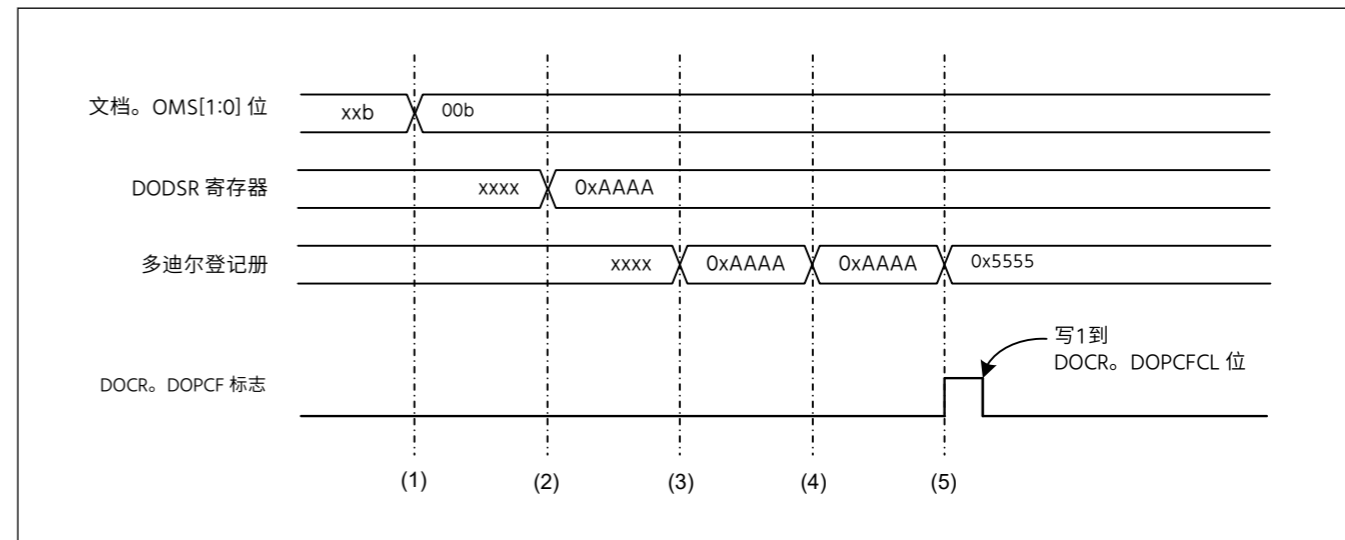 文档。OMS[1:0] 位
xxb
00b
DODSR 寄存器
xxxx
0xAAAA
多迪尔登记册
xxxx
0xAAAA
0xAAAA
0x5555
写1到
DOCR。DOPCFCL 位
DOCR。DOPCF 标志
(1)
(2)
(3)
(4)
(5)